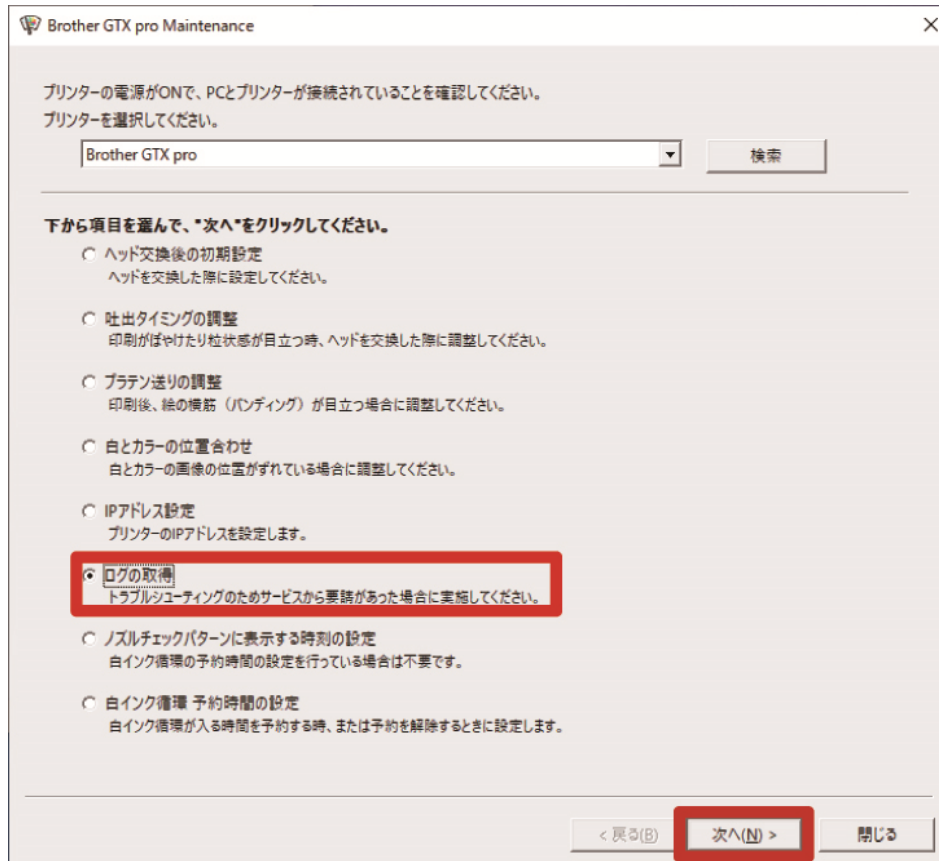 Brother GTX pro Maintenance
プリンターの電源がONで、PCとプリンターが接続されていることを確認してください。
プリンターを選択してください。
Brother GTX pro
検索
下から項目を選んで、"次へ"をクリックしてください。
ヘッド交換後の初期設定
ヘッドを交換した際に設定してください。
吐出タイミングの調整
印刷がぼやけたり粒状感が目立つ時、ヘッドを交換した際に調整してください。
プラテン送りの調整
印刷後、絵の横筋（バンディング）が目立つ場合に調整してください。
白とカラーの位置合わせ
白とカラーの画像の位置がずれている場合に調整してください。
IPアドレス設定
プリンターのIPアドレスを設定します。
ログの取得
トラブルシューティングのためサービスから要請があった場合に実施してください。
ノズルチェックパターンに表示する時刻の設定
白インク循環の予約時間の設定を行っている場合は不要です。
白インク循環 予約時間の設定
白インク循環が入る時間を予約する時、または予約を解除するときに設定します。
< 戻る(B)
次へ(N) >
閉じる